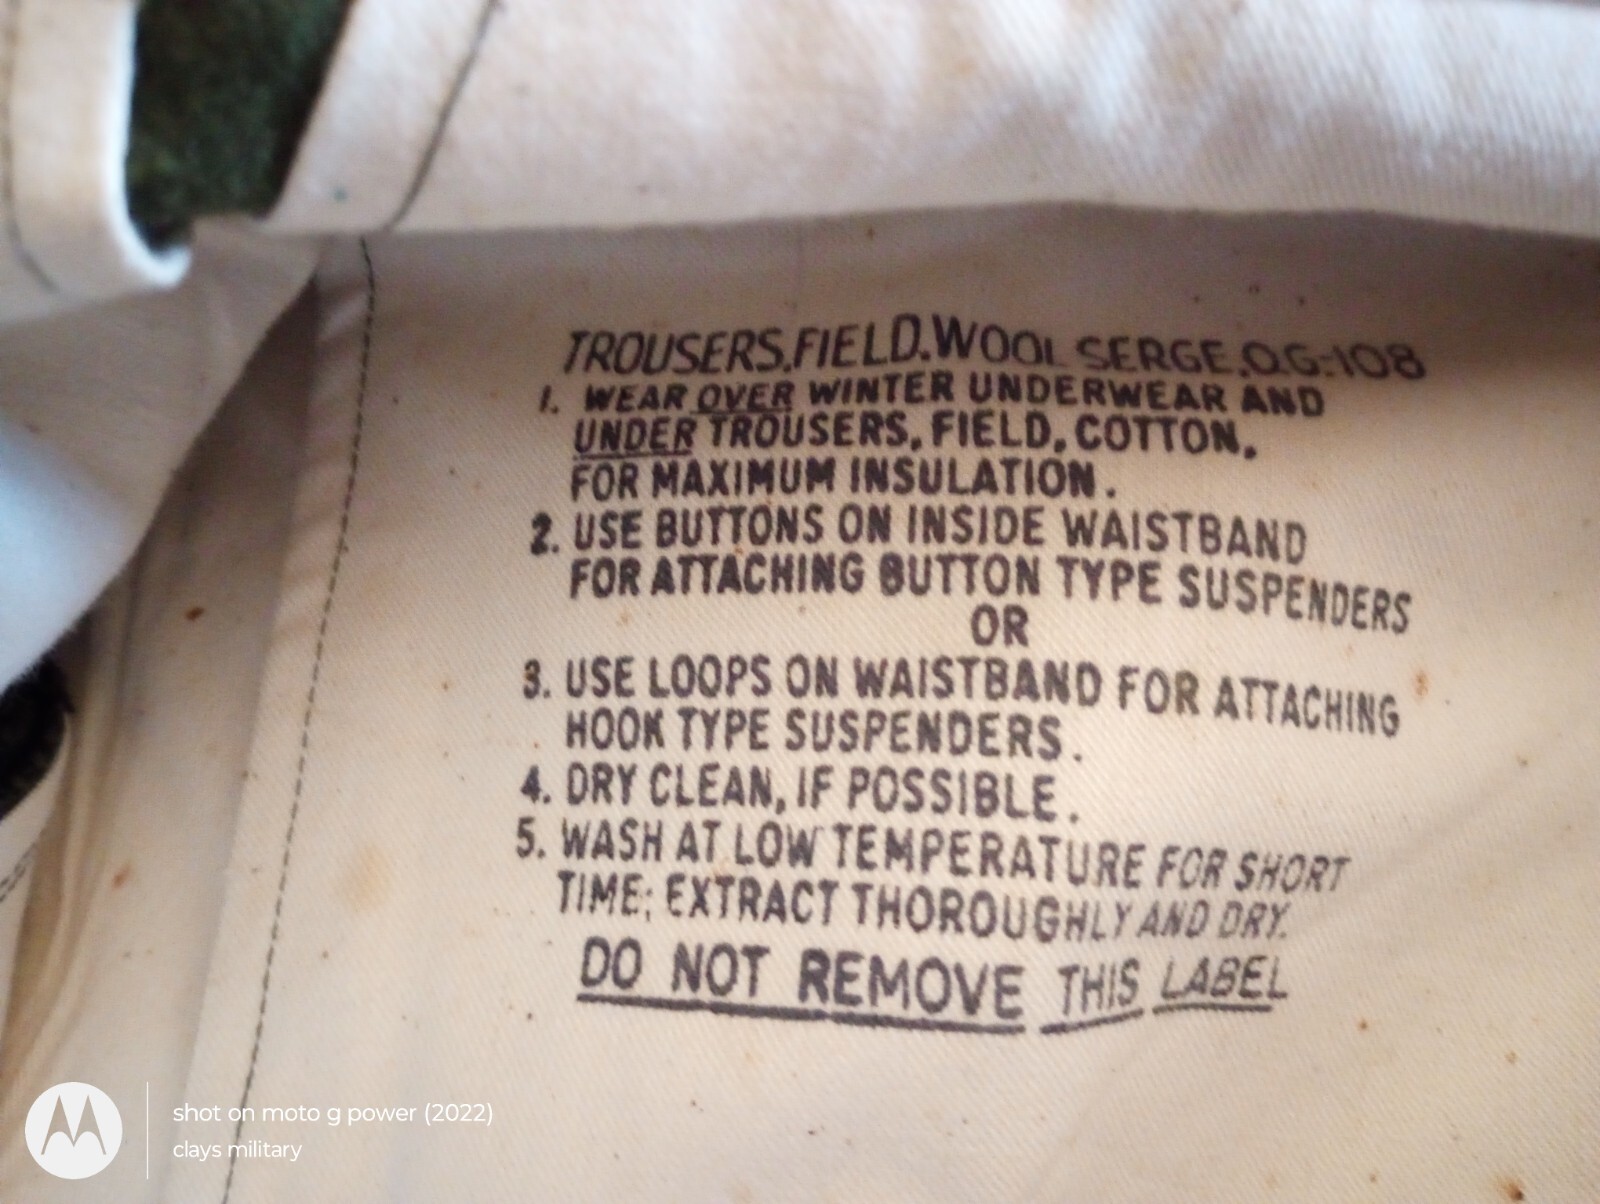 TROUSERS, FIELD, WOOL SERGE, O.G-108
1. WEAR OVER WINTER UNDERWEAR AND
UNDER TROUSERS, FIELD, COTTON,
FOR MAXIMUM INSULATION.
2. USE BUTTONS ON INSIDE WAISTBAND
FOR ATTACHING BUTTON TYPE SUSPENDERS
OR
3. USE LOOPS ON WAISTBAND FOR ATTACHING
HOOK TYPE SUSPENDERS.
4. DRY CLEAN, IF POSSIBLE.
5. WASH AT LOW TEMPERATURE FOR SHORT
TIME; EXTRACT THOROUGHLY AND DRY.
DO NOT REMOVE THIS LABEL
shot on moto g power (2022)
clays military